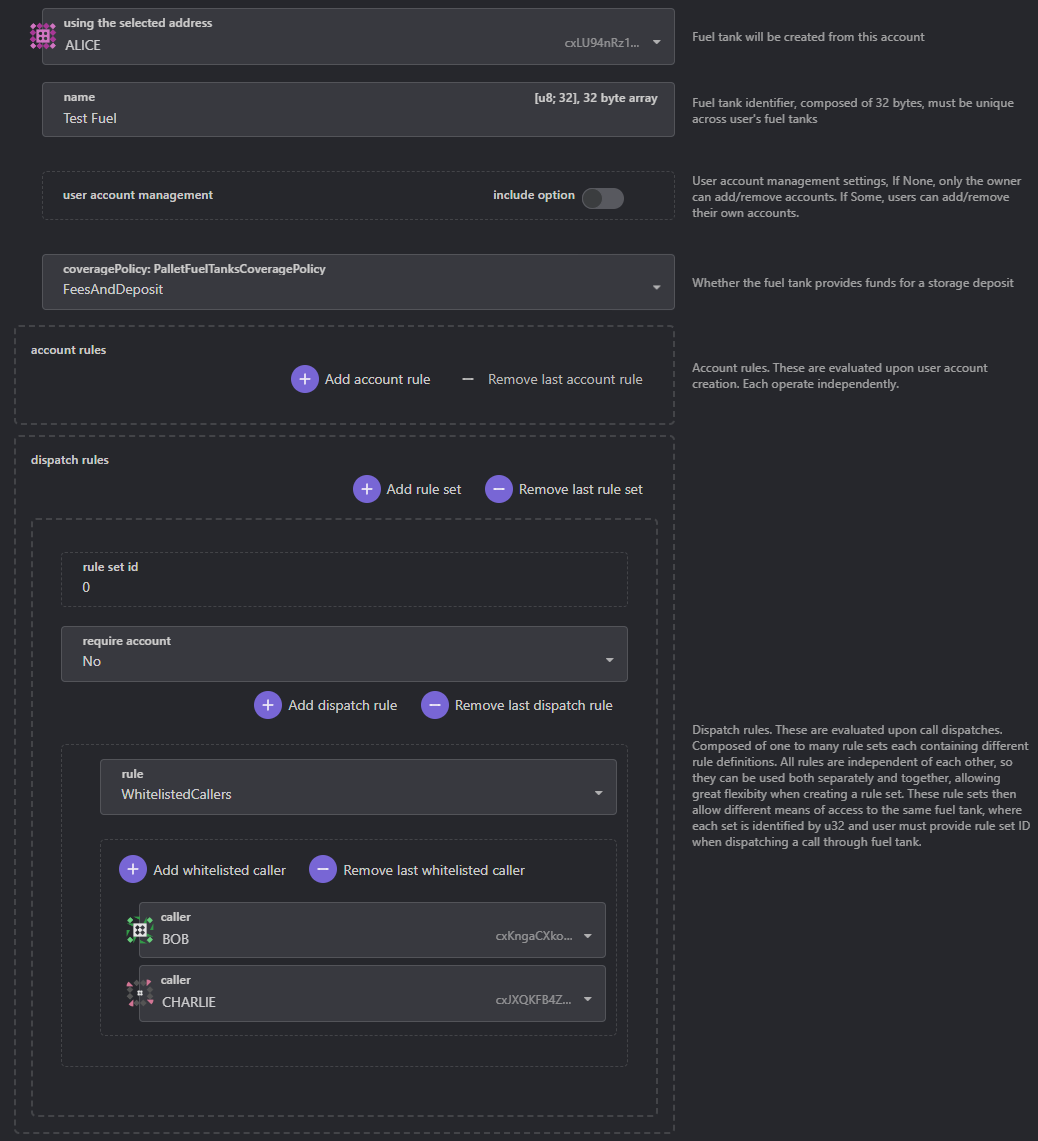 using the selected address
ALICE
cxLU94nRz1...
Fuel tank will be created from this account
name
[u8; 32], 32 byte array
Test Fuel
Fuel tank identifier, composed of 32 bytes, must be unique
across user's fuel tanks
user account management
include option
User account management settings, If None, only the owner
can add/remove accounts. If Some, users can add/remove
their own accounts.
coveragePolicy: PalletFuelTanksCoveragePolicy
FeesAndDeposit
Whether the fuel tank provides funds for a storage deposit
account rules
Add account rule
Remove last account rule
Account rules. These are evaluated upon user account
creation. Each operate independently.
dispatch rules
Add rule set
Remove last rule set
rule set id
0
require account
No
Add dispatch rule
Remove last dispatch rule
Dispatch rules. These are evaluated upon call dispatches.
Composed of one to many rule sets each containing different
rule definitions. All rules are independent of each other, so
they can be used both separately and together, allowing
great flexibity when creating a rule set. These rule sets then
allow different means of access to the same fuel tank, where
each set is identified by u32 and user must provide rule set ID
when dispatching a call through fuel tank.
rule
WhitelistedCallers
Add whitelisted caller
Remove last whitelisted caller
caller
BOB
cxKngaCXko...
caller
CHARLIE
cxJXQKFB4Z...